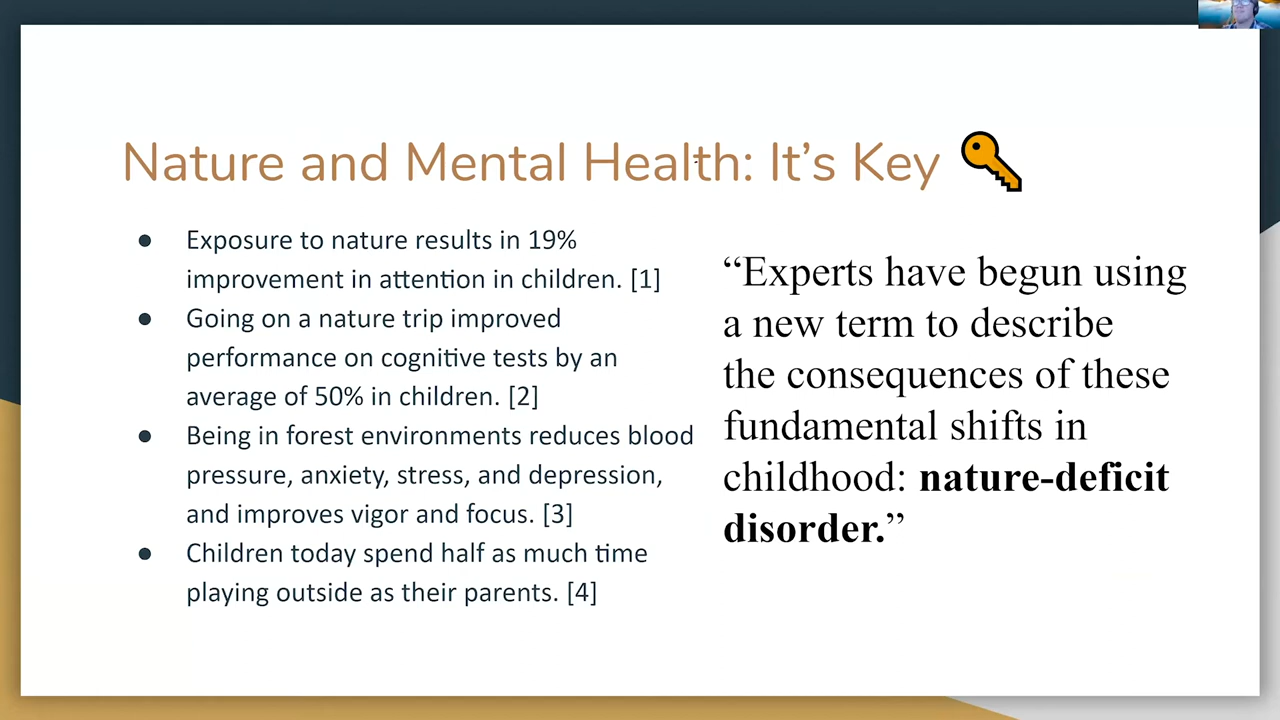 Nature and Mental Health: It’s Key
● Exposure to nature results in 19%
improvement in attention in children. [1]
● Going on a nature trip improved
performance on cognitive tests by an
average of 50% in children. [2]
● Being in forest environments reduces blood
pressure, anxiety, stress, and depression,
and improves vigor and focus. [3]
● Children today spend half as much time
playing outside as their parents. [4]
“Experts have begun using
a new term to describe
the consequences of these
fundamental shifts in
childhood: nature-deficit
disorder.”